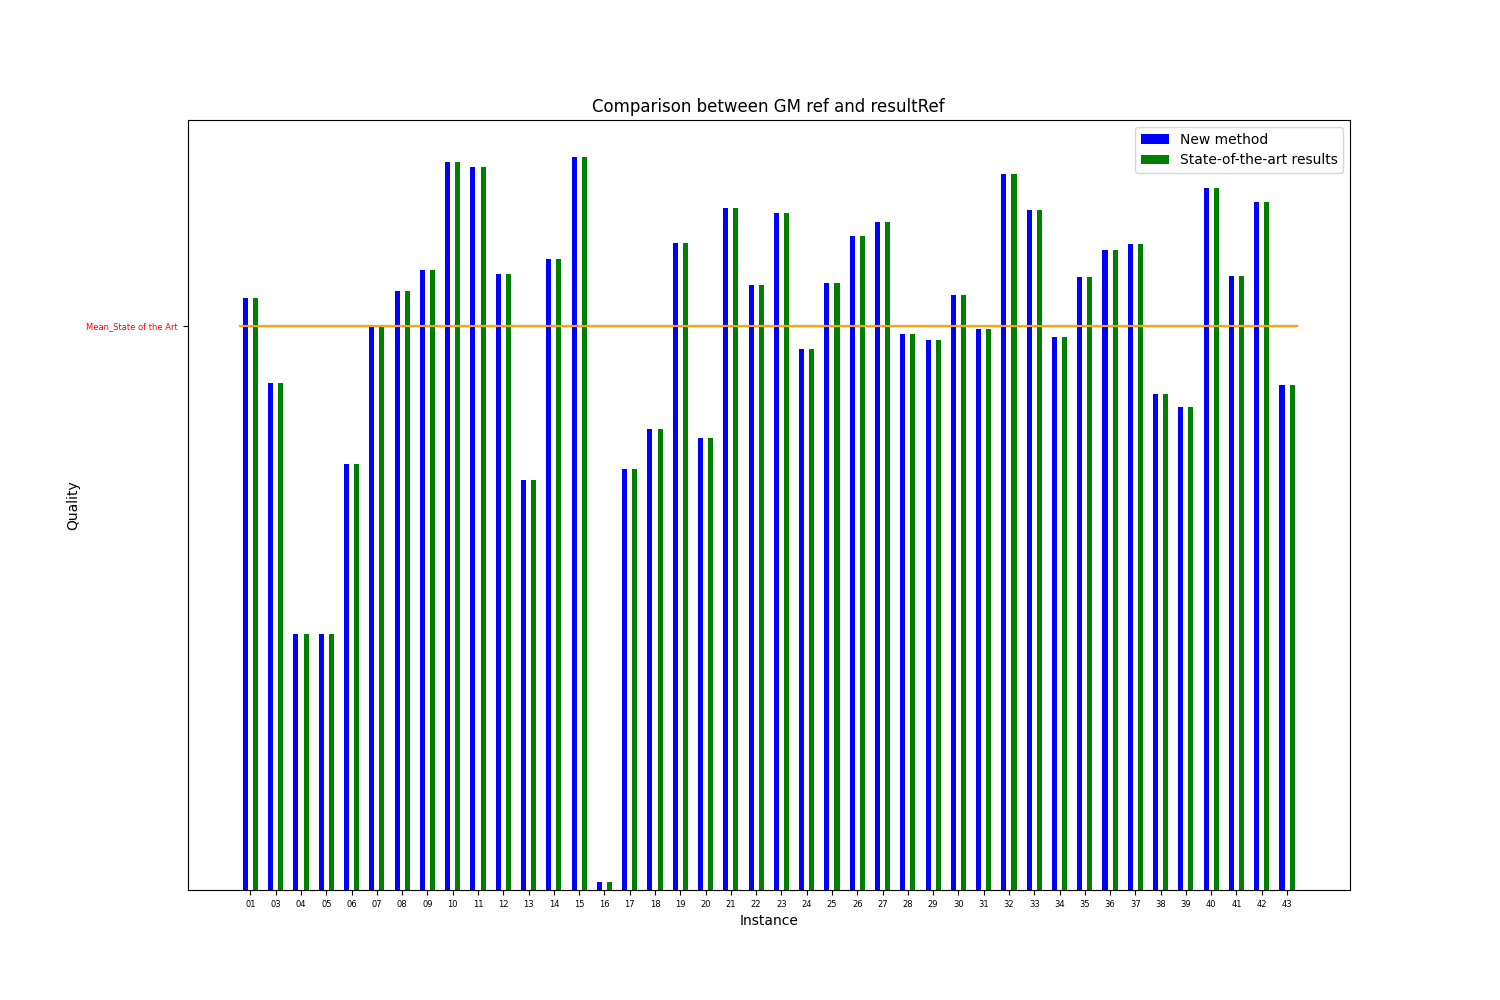 Comparison between GM ref and resultRef
New method
State-of-the-art results
Mean_State of the Art
Quality
01 03 04 05 06 07 08 09 10 11 12 13 14 15 16 17 18 19 20 21 22 23 24 25 26 27 28 29 30 31 32 33 34 35 36 37 38 39 40 41 42 43
Instance